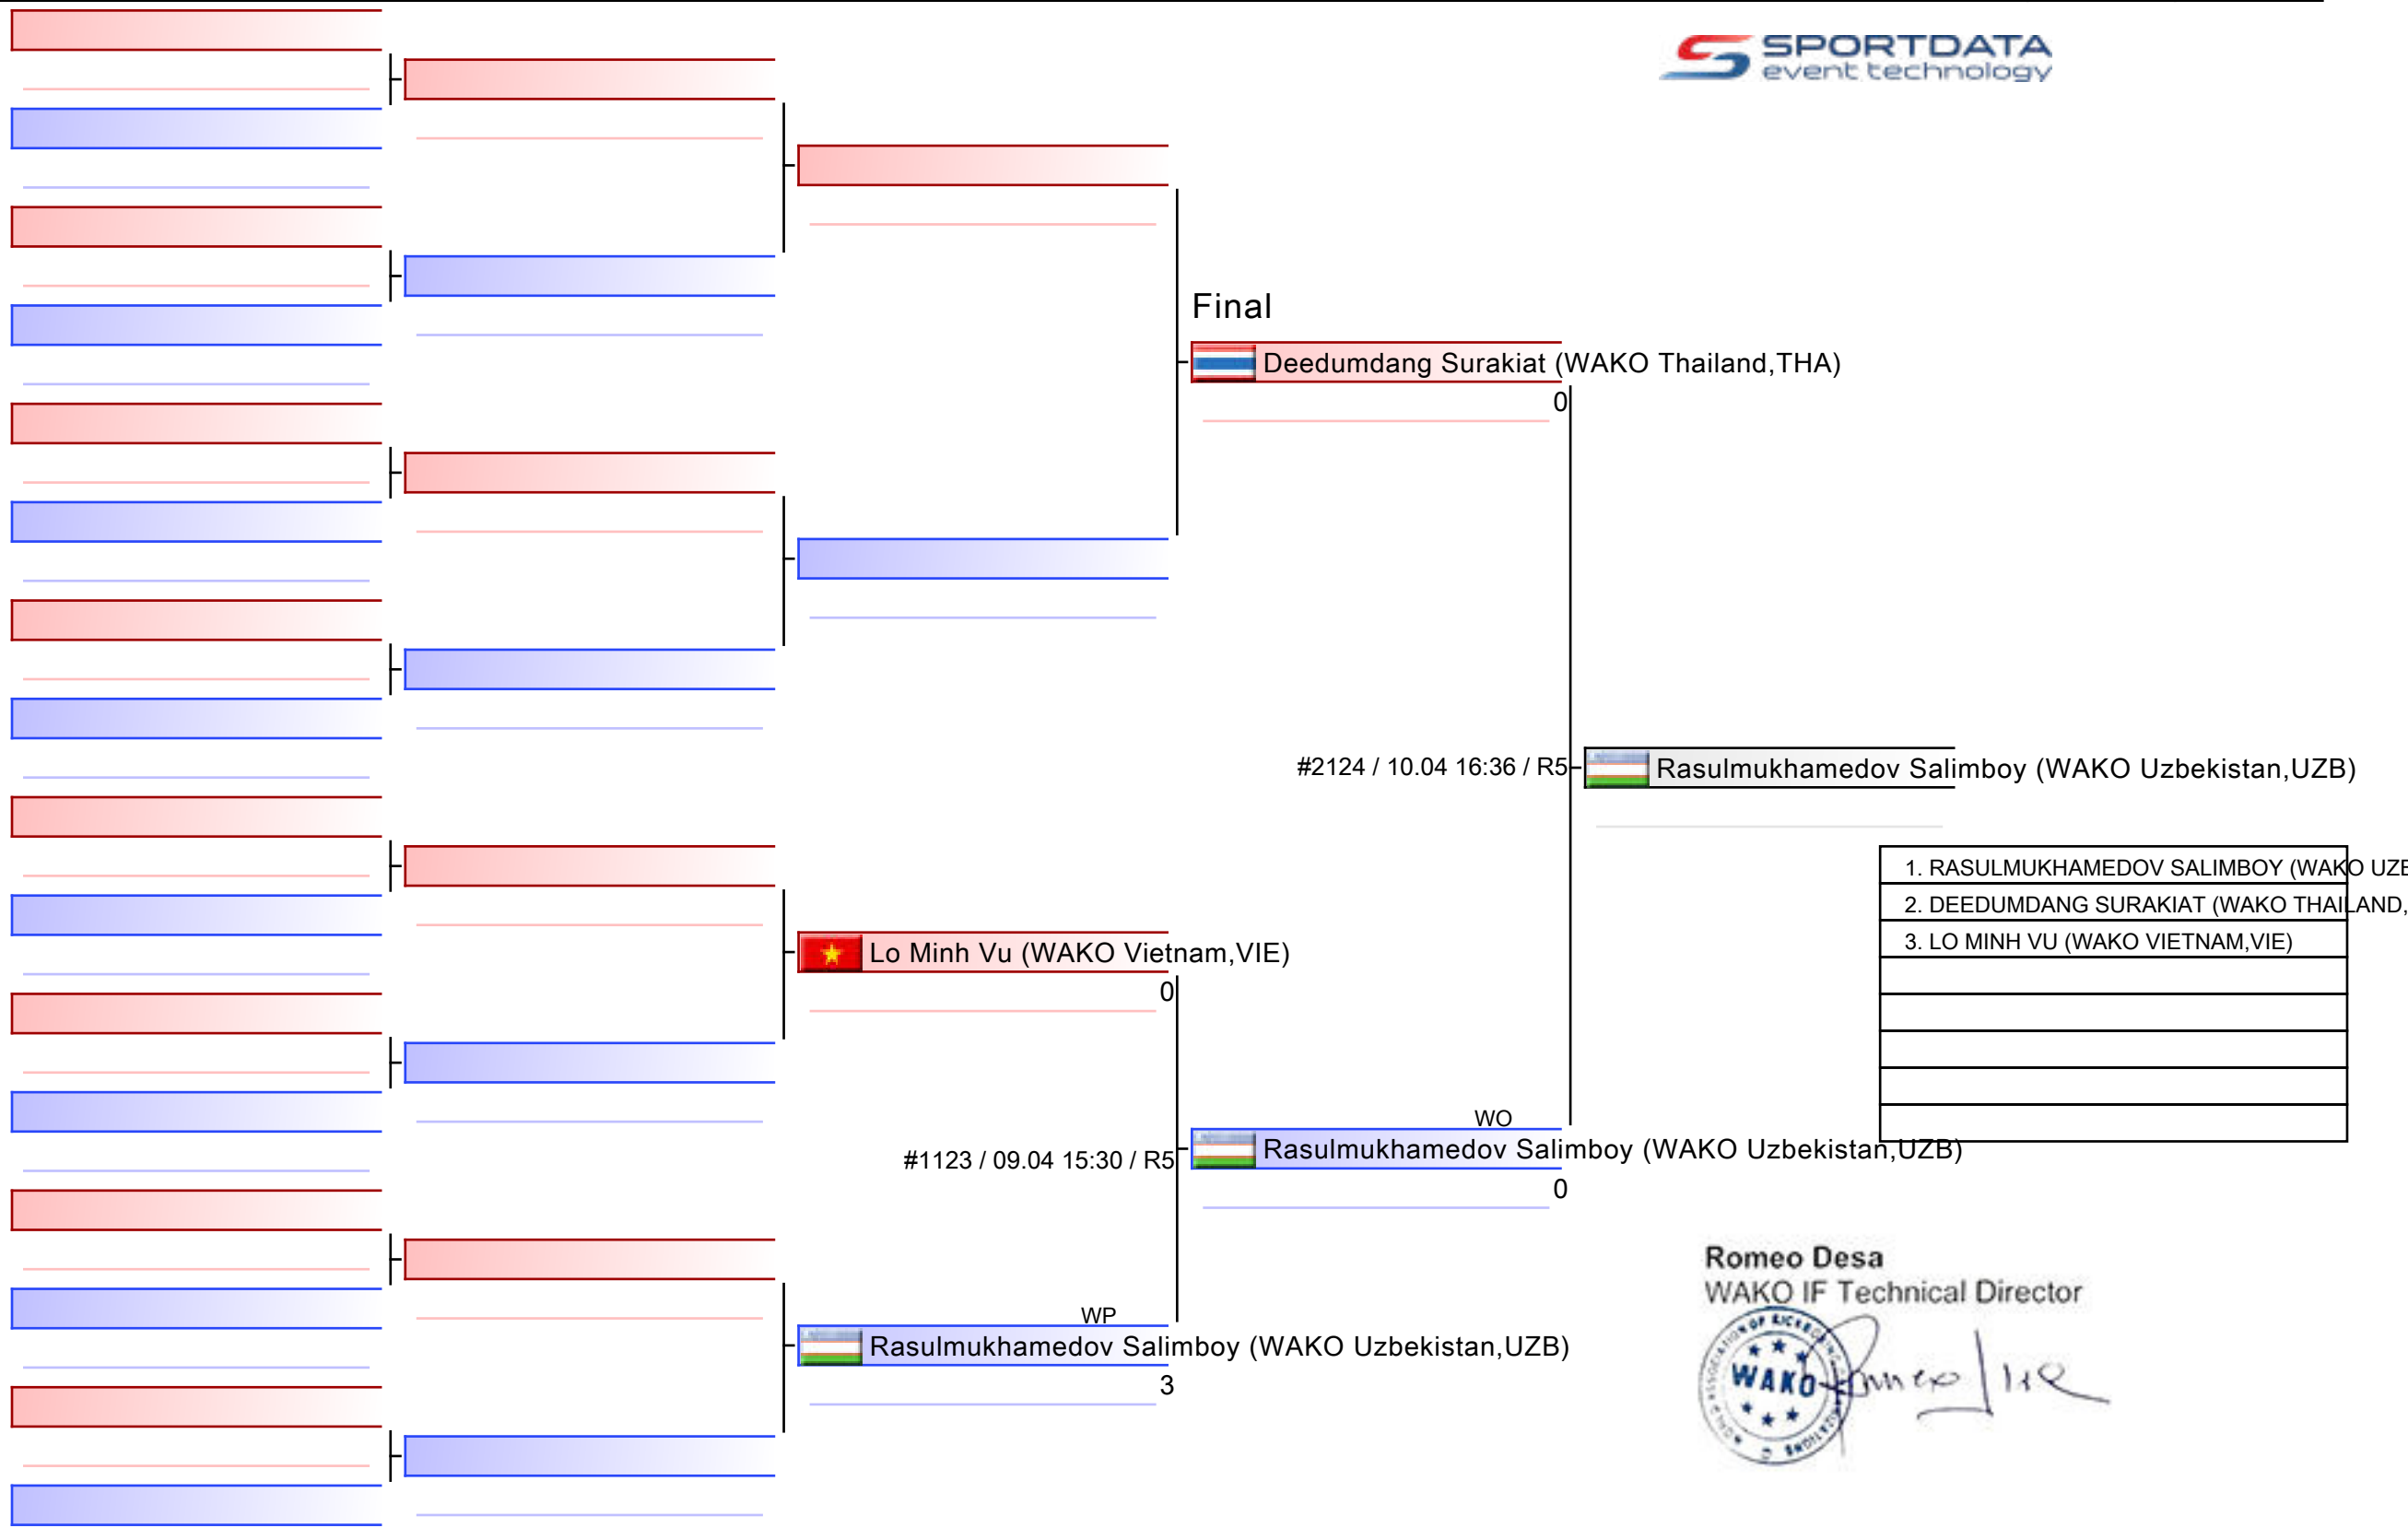 SPORTDATA
event technology
Final
Deedumdang Surakiat (WAKO Thailand,THA)
0
#2124 / 10.04 16:36 / R5
Rasulmukhamedov Salimboy (WAKO Uzbekistan,UZB)
1. RASULMUKHAMEDOV SALIMBOY (WAKO UZB
2. DEEDUMDANG SURAKIAT (WAKO THAILAND,
3. LO MINH VU (WAKO VIETNAM,VIE)
Lo Minh Vu (WAKO Vietnam,VIE)
0
#1123 / 09.04 15:30 / R5
WO
Rasulmukhamedov Salimboy (WAKO Uzbekistan,UZB)
0
WP
Rasulmukhamedov Salimboy (WAKO Uzbekistan,UZB)
3
Romeo Desa
WAKO IF Technical Director
WAKO